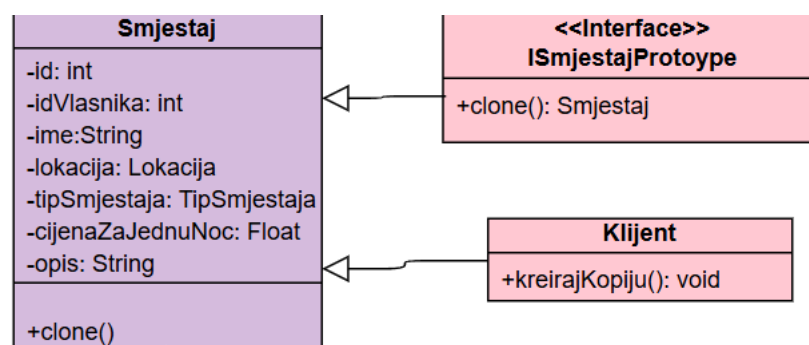 Smjestaj
-id: int
-idVlasnika: int
-ime:String
-lokacija: Lokacija
-tipSmjestaja: TipSmjestaja
-cijenaZaJednuNoc: Float
-opis: String
+clone()
<<Interface>>
ISmjestajProtoype
+clone(): Smjestaj
Klijent
+kreirajKopiju(): void